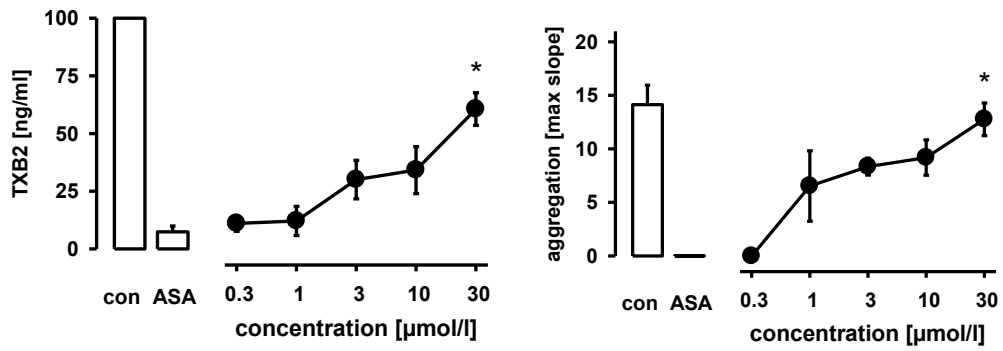 TXB2 [ng/ml]
100
75
50
25
0
*
con ASA
0.3 1 3 10 30
concentration [µmol/l]
aggregation [max slope]
20
15
10
5
0
*
con ASA
0.3 1 3 10 30
concentration [µmol/l]